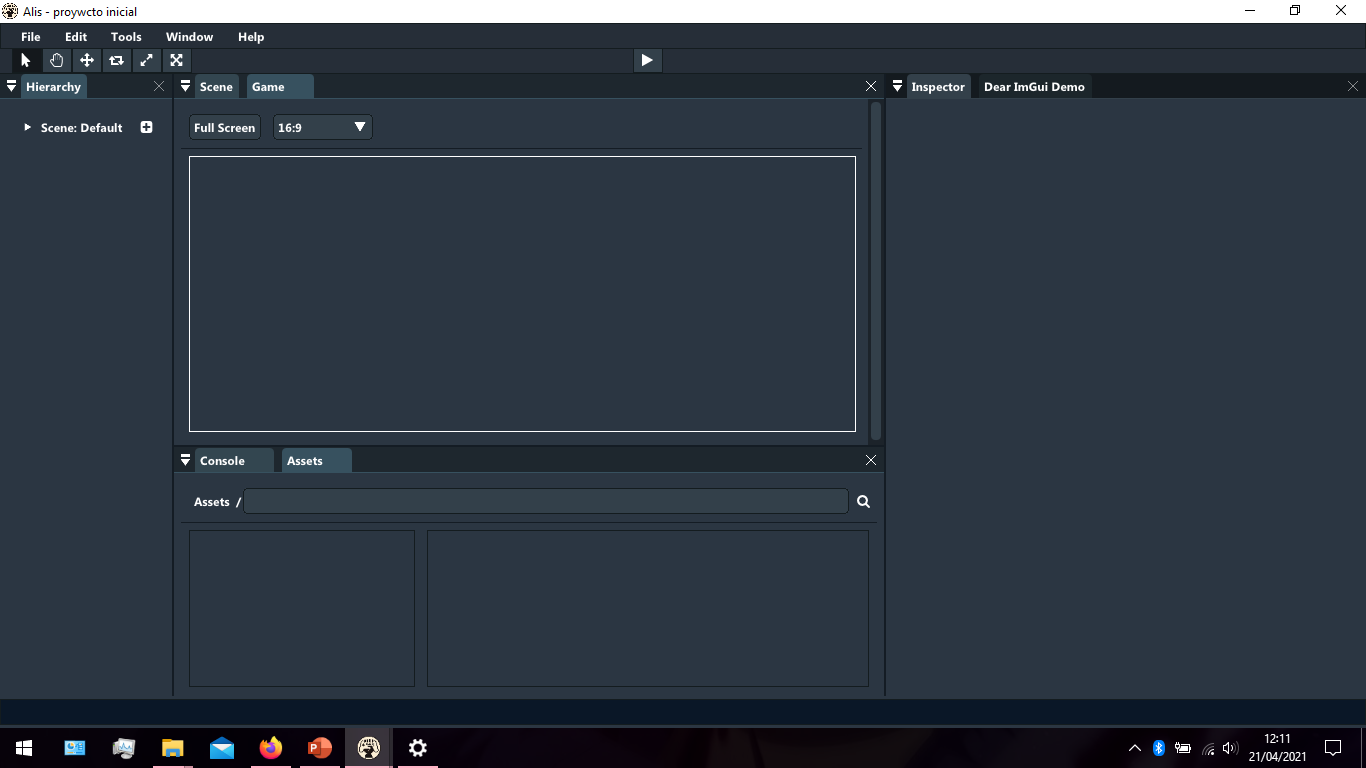 Alis - proywcto inicial
File Edit Tools Window Help
Hierarchy Scene Game Inspector Dear ImGui Demo
Scene: Default
Full Screen 16:9
Console Assets
Assets /
12:11
21/04/2021